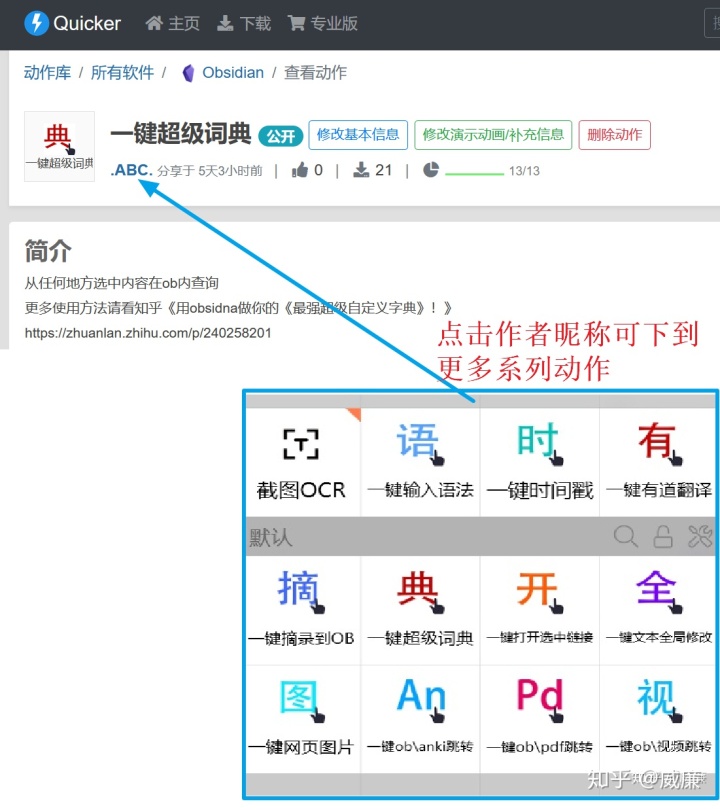 Quicker 主页 下载 专业版
动作库 / 所有软件 / Obsidian / 查看动作
典
一键超级词典
一键超级词典 公开 修改基本信息 修改演示动画/补充信息 删除动作
.ABC. 分享于 5天3小时前 | 0 | 21 | 13/13
简介
从任何地方选中内容在ob内查询
更多使用方法请看知乎《用obsidna做你的《最强超级自定义字典》！》
https://zhuanlan.zhihu.com/p/240258201
点击作者昵称可下到
更多系列动作
T 语 时 有
截图OCR 一键输入语法 一键时间戳 一键有道翻译
默认
摘 典 开 全
一键摘录到OB 一键超级词典 一键打开选中链接 一键文本全局修改
图 An Pd 视
一键网页图片 一键ob\anki跳转 一键ob\pdf跳转 一键ob\视频跳转
知乎 @威廉